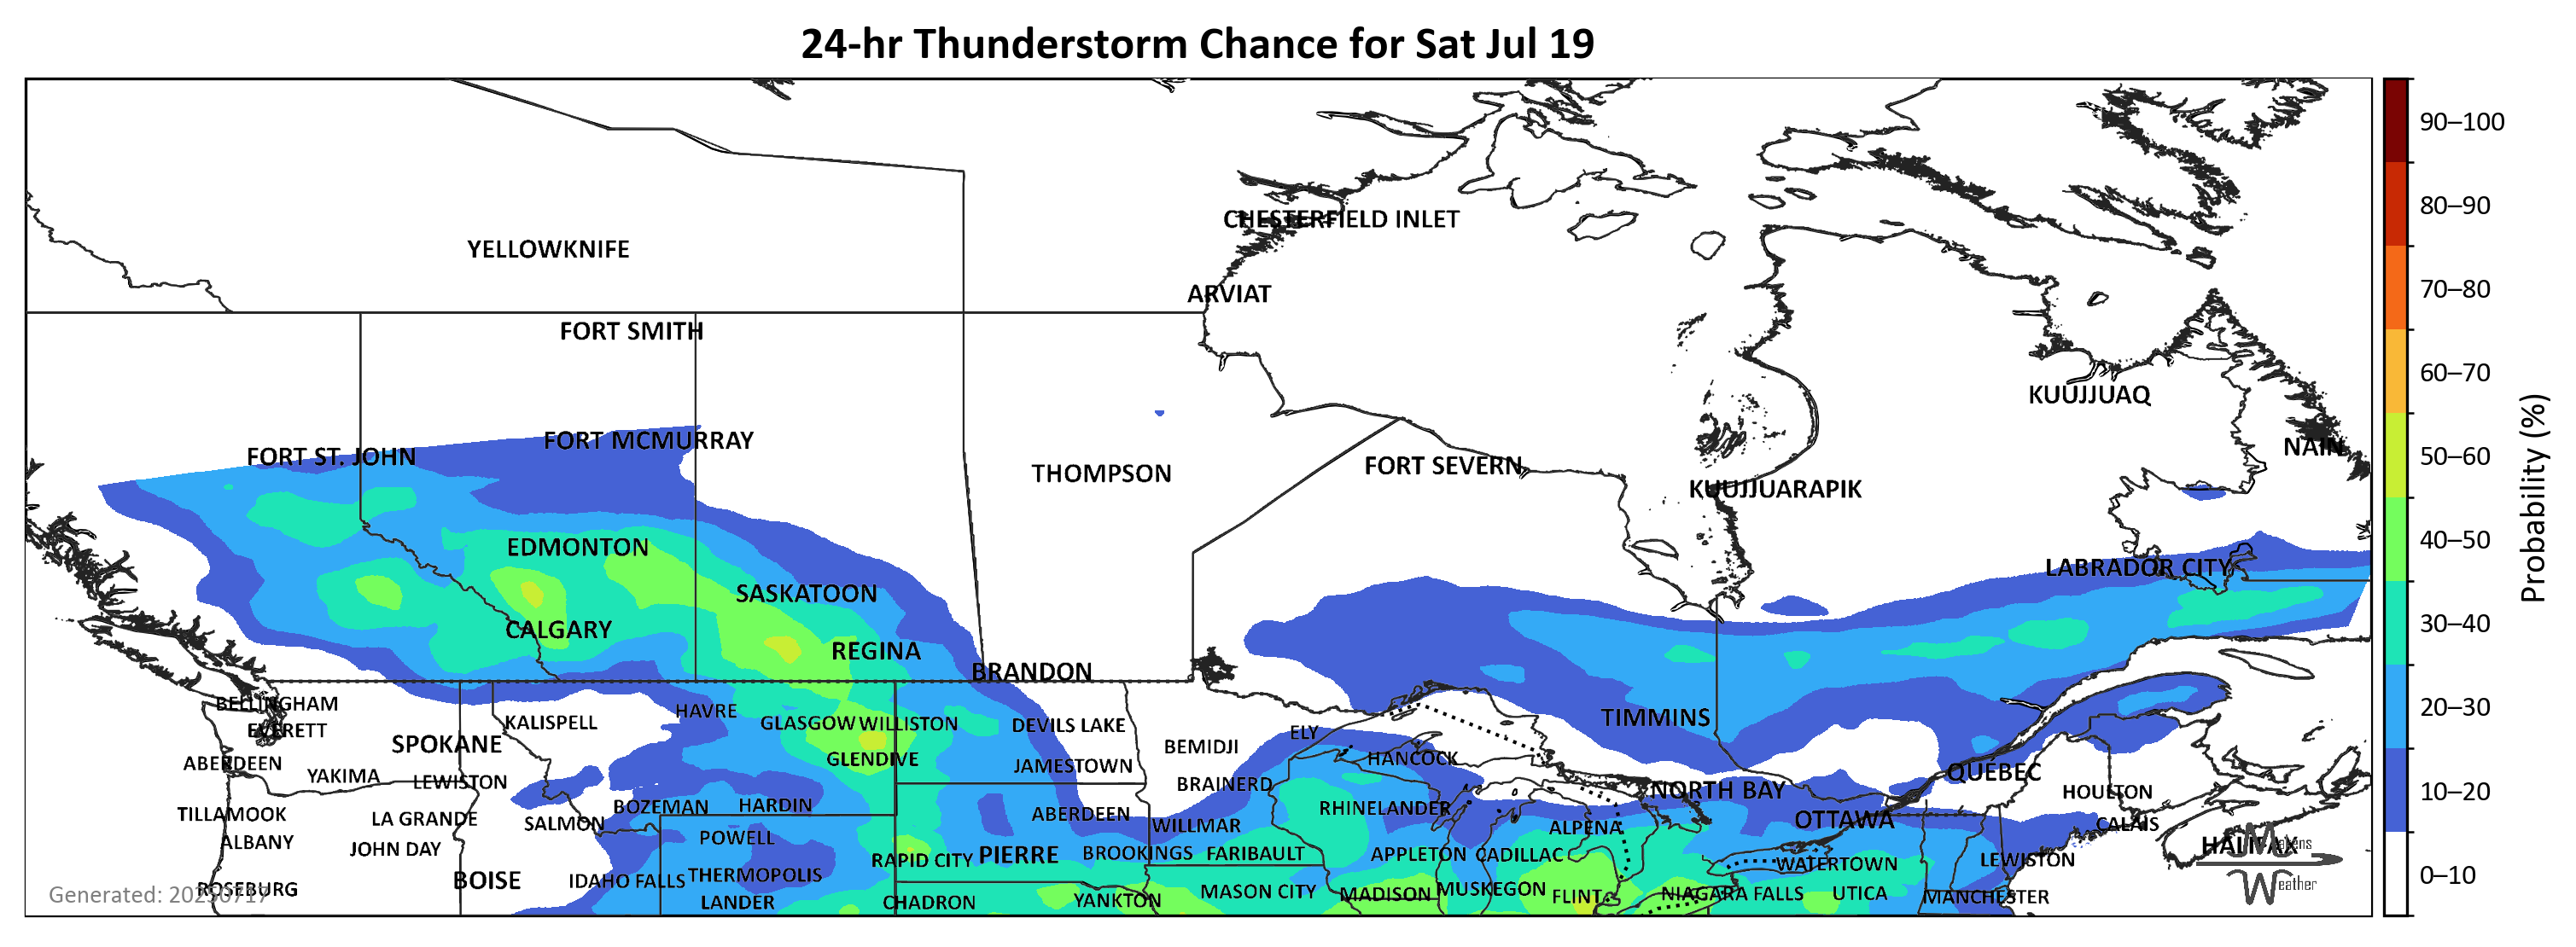 24-hr Thunderstorm Chance for Sat Jul 19
90–100
80–90
70–80
60–70
50–60
40–50
30–40
20–30
10–20
0–10
Probability (%)
CHESTERFIELD INLET
YELLOWKNIFE
ARVIAT
FORT SMITH
KUUJJUAQ
FORT MCMURRAY
NAIN
FORT ST. JOHN
FORT SEVERN
THOMPSON
KUUJJUARAPIK
EDMONTON
LABRADOR CITY
SASKATOON
CALGARY
REGINA
BRANDON
BELLINGHAM
HAVRE
TIMMINS
KALISPELL
GLASGOW
WILLISTON
DEVILS LAKE
EVERETT
ELY
SPOKANE
BEMIDJI
GLENDIVE
HANCOCK
ABERDEEN
JAMESTOWN
QUÉBEC
YAKIMA
LEWISTON
BRAINERD
NORTH BAY
HOULTON
BOZEMAN
HARDIN
RHINELANDER
TILLAMOOK
LA GRANDE
SALMON
ABERDEEN
WILLMAR
ALPENA
OTTAWA
CALAIS
ALBANY
JOHN DAY
POWELL
HALIFAX
RAPID CITY
PIERRE
BROOKINGS
FARIBAULT
APPLETON
CADILLAC
WATERTOWN
LEWISTON
BOISE
IDAHO FALLS
THERMOPOLIS
ROSEBURG
LANDER
CHADRON
YANKTON
MASON CITY
MADISON
MUSKEGON
FLINT
NIAGARA FALLS
UTICA
MANCHESTER
Generated: 20250717
Weather